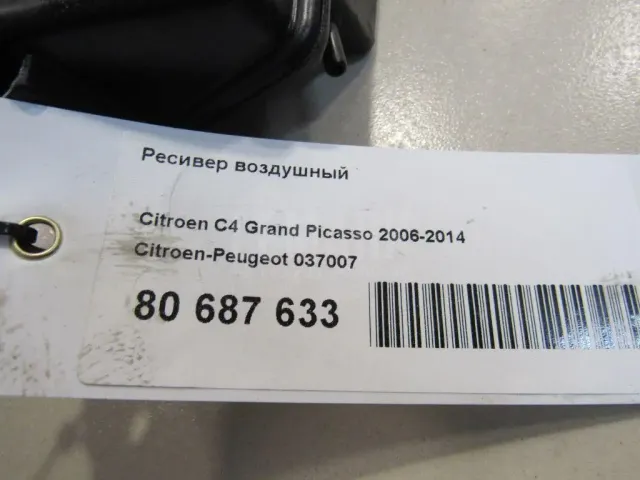 Ресивер воздушный
Citroen C4 Grand Picasso 2006-2014
Citroen-Peugeot 037007
80 687 633